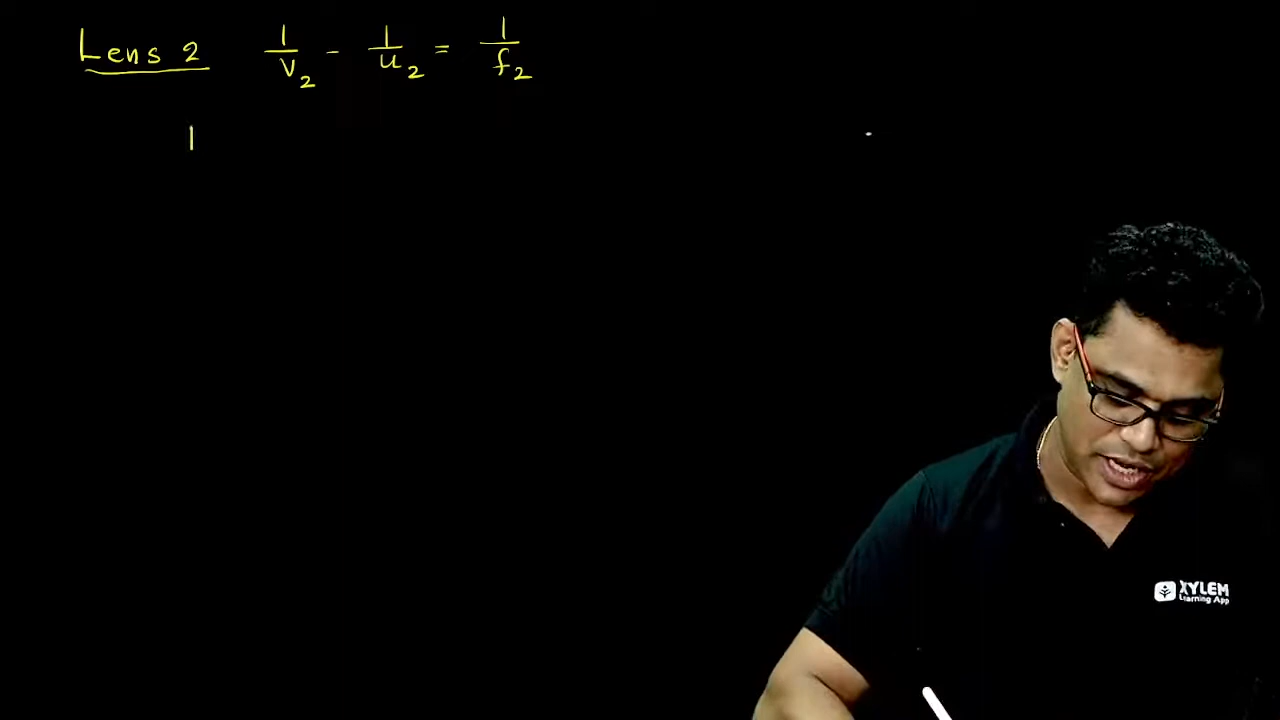 Lens 2 1/v₂ - 1/u₂ = 1/f₂
1
XYLEM
Learning App